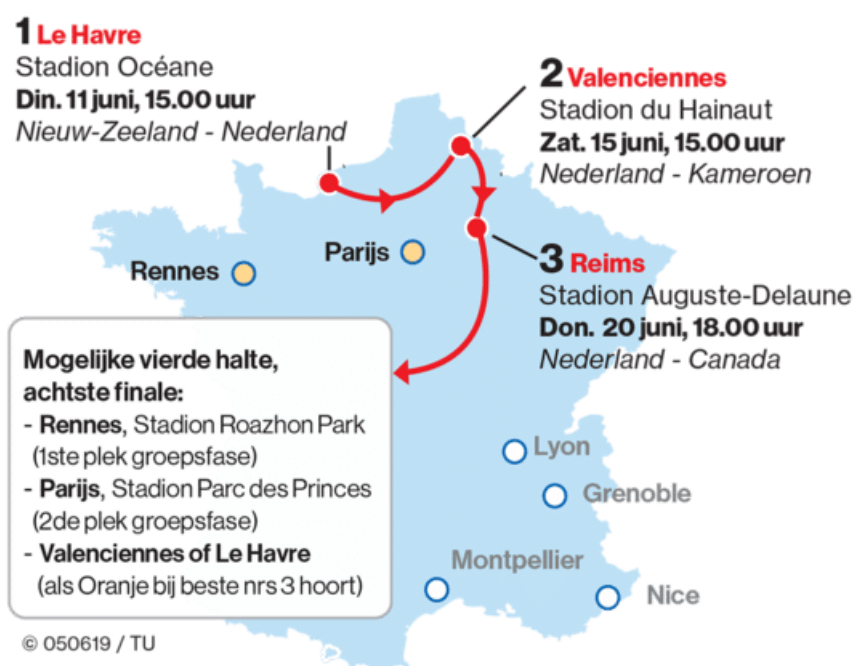 1 Le Havre
Stadion Océane
Din. 11 juni, 15.00 uur
Nieuw-Zeeland - Nederland
2 Valenciennes
Stadion du Hainaut
Zat. 15 juni, 15.00 uur
Nederland - Kameroen
Rennes
Parijs
3 Reims
Stadion Auguste-Delaune
Don. 20 juni, 18.00 uur
Nederland - Canada
Mogelijke vierde halte,
achtste finale:
- Rennes, Stadion Roazhon Park
(1ste plek groepsfase)
- Parijs, Stadion Parc des Princes
(2de plek groepsfase)
- Valenciennes of Le Havre
(als Oranje bij beste nrs 3 hoort)
Lyon
Grenoble
Montpellier
Nice
© 050619 / TU